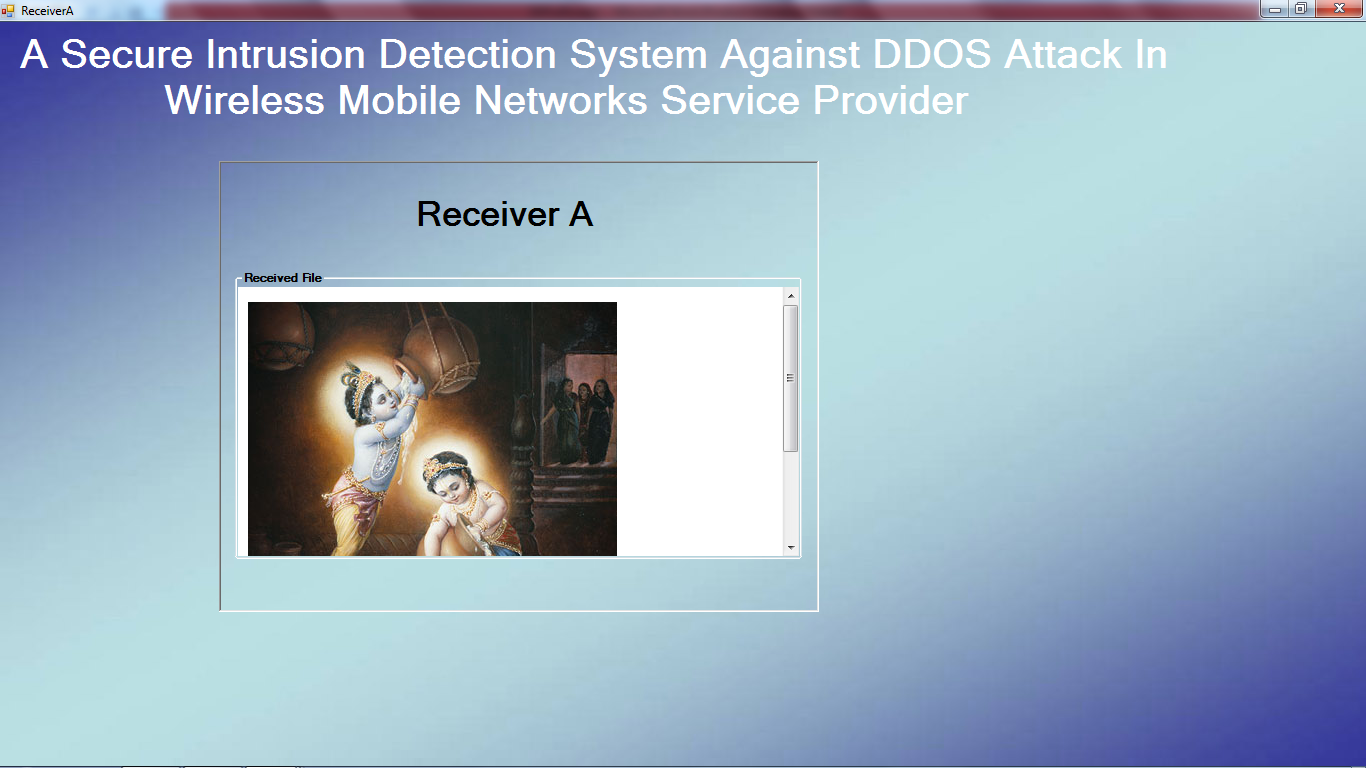 ReceiverA
A Secure Intrusion Detection System Against DDOS Attack In
Wireless Mobile Networks Service Provider
Receiver A
Received File